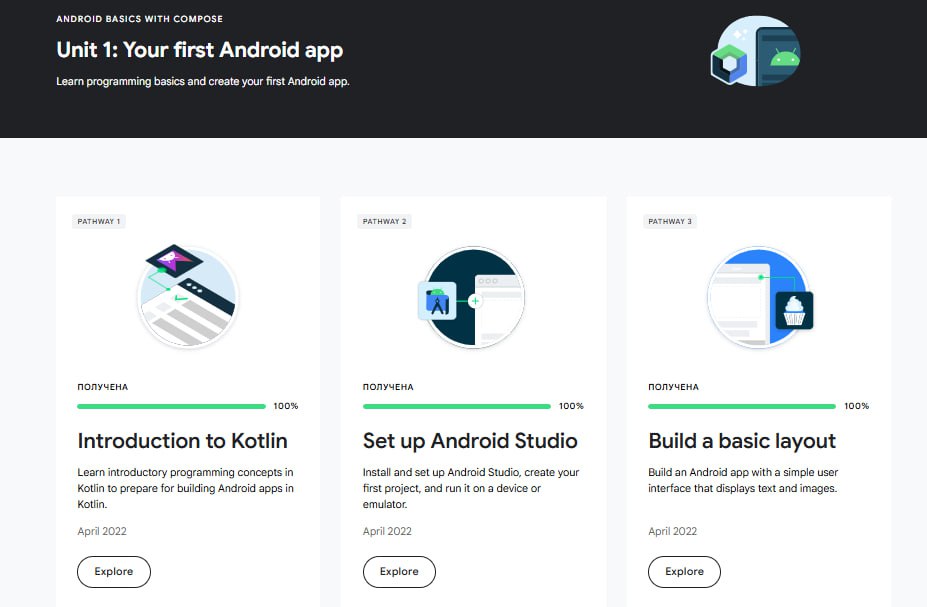 ANDROID BASICS WITH COMPOSE
Unit 1: Your first Android app
Learn programming basics and create your first Android app.
PATHWAY 1
ПОЛУЧЕНА
100%
Introduction to Kotlin
Learn introductory programming concepts in
Kotlin to prepare for building Android apps in
Kotlin.
April 2022
Explore
PATHWAY 2
ПОЛУЧЕНА
100%
Set up Android Studio
Install and set up Android Studio, create your
first project, and run it on a device or
emulator.
April 2022
Explore
PATHWAY 3
ПОЛУЧЕНА
100%
Build a basic layout
Build an Android app with a simple user
interface that displays text and images.
April 2022
Explore